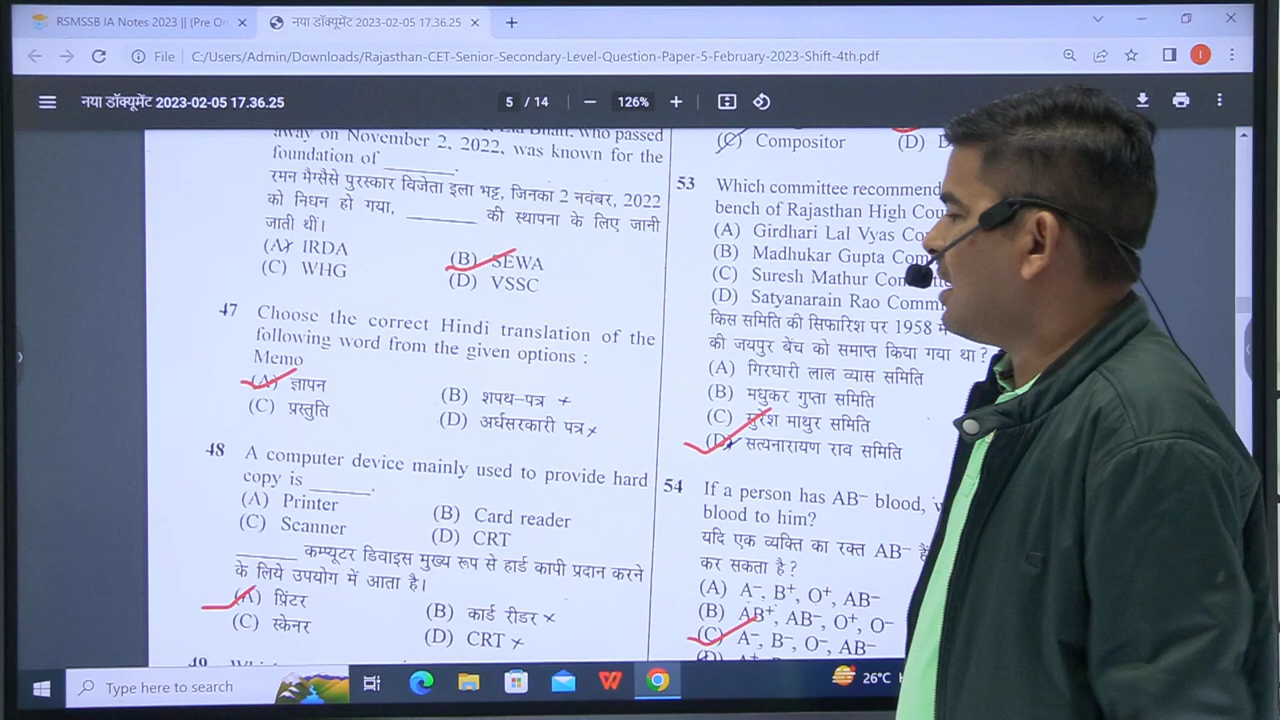 RSMSSB IA Notes 2023 || (Pre O
नया डॉक्यूमेंट 2023-02-05 17.36.25
File
C:/Users/Admin/Downloads/Rajasthan-CET-Senior-Secondary-Level-Question-Paper-5-February-2023-Shift-4th.pdf
नया डॉक्यूमेंट 2023-02-05 17.36.25
5 / 14
126%
away on November 2, 2022, was known for the
foundation of ________.
रमन मैग्सेसे पुरस्कार विजेता इला भट्ट, जिनका 2 नवंबर, 2022
को निधन हो गया, ________ की स्थापना के लिए जानी
जाती थीं।
(A) IRDA
(B) SEWA
(C) WHG
(D) VSSC
47 Choose the correct Hindi translation of the
following word from the given options :
Memo
(A) ज्ञापन
(B) शपथ-पत्र
(C) प्रस्तुति
(D) अर्धसरकारी पत्र
48 A computer device mainly used to provide hard
copy is ________.
(A) Printer
(B) Card reader
(C) Scanner
(D) CRT
________ कम्प्यूटर डिवाइस मुख्य रूप से हार्ड कापी प्रदान करने
के लिये उपयोग में आता है।
(A) प्रिंटर
(B) कार्ड रीडर
(C) स्केनर
(D) CRT
49
(C) Compositor
(D) D
53 Which committee recommend
bench of Rajasthan High Cou
(A) Girdhari Lal Vyas Co
(B) Madhukar Gupta Com
(C) Suresh Mathur Com
(D) Satyanarain Rao Comm
किस समिति की सिफारिश पर 1958 में
की जयपुर बेंच को समाप्त किया गया था?
(A) गिरधारी लाल व्यास समिति
(B) मधुकर गुप्ता समिति
(C) सुरेश माथुर समिति
(D) सत्यनारायण राव समिति
54 If a person has AB⁻ blood,
blood to him?
यदि एक व्यक्ति का रक्त AB⁻ है
कर सकता है?
(A) A⁻, B⁺, O⁺, AB⁻
(B) AB⁺, AB⁻, O⁺, O⁻
(C) A⁻, B⁻, O⁻, AB⁻
(D)
Type here to search
26°C